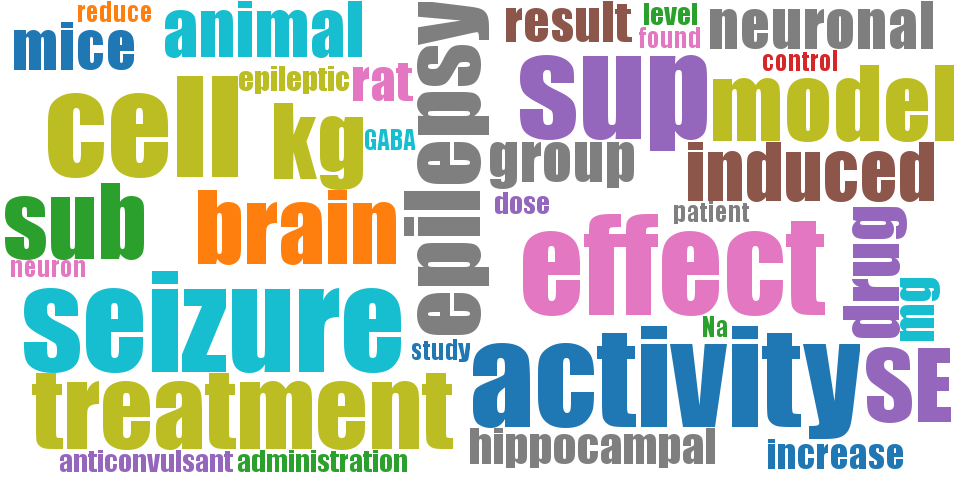 reduce
mice
animal
epileptic
rat
cell
kg
GABA
epilepsy
result
level
found
neuronal
control
sup
model
group
induced
dose
patient
sub
brain
neuron
effect
drug
mg
seizure
study
Na
activity
SE
treatment
hippocampal
increase
anticonvulsant
administration